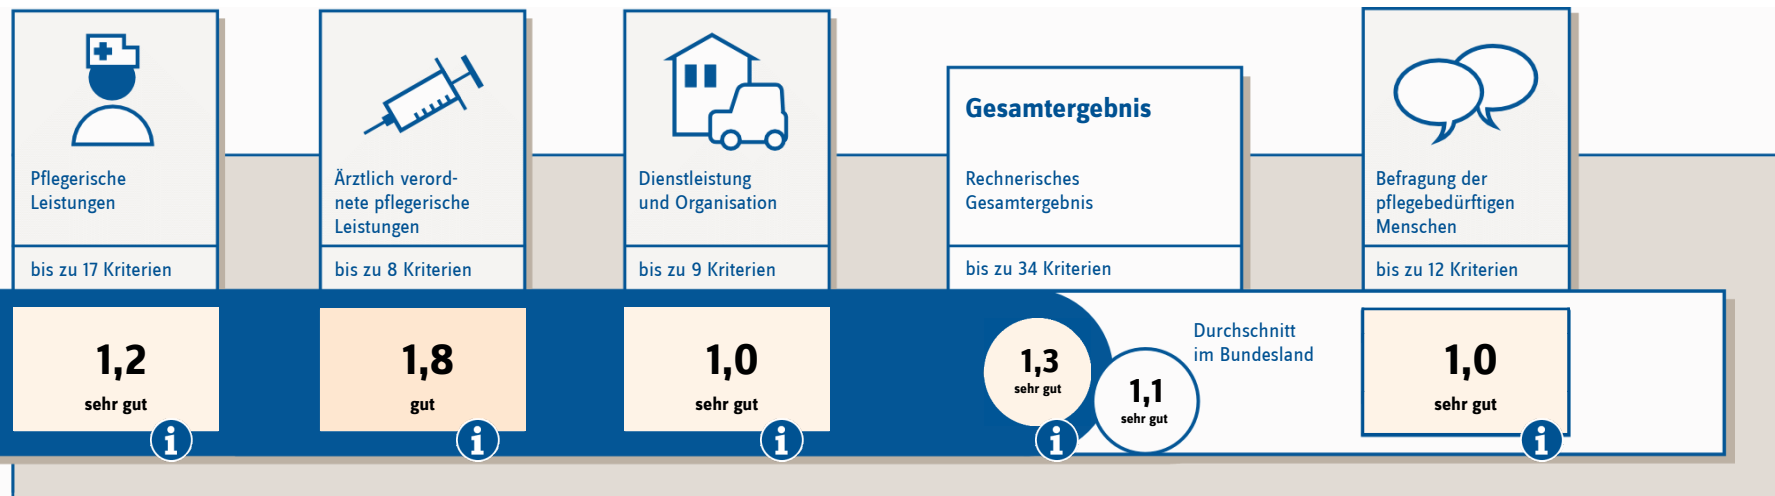 Pflegerische
Leistungen
bis zu 17 Kriterien
1,2
sehr gut
i
Ärztlich verord-
nete pflegerische
Leistungen
bis zu 8 Kriterien
1,8
gut
i
Dienstleistung
und Organisation
bis zu 9 Kriterien
1,0
sehr gut
i
Gesamtergebnis
Rechnerisches
Gesamtergebnis
bis zu 34 Kriterien
1,3
sehr gut
i
1,1
sehr gut
Durchschnitt
im Bundesland
Befragung der
pflegebedürftigen
Menschen
bis zu 12 Kriterien
1,0
sehr gut
i